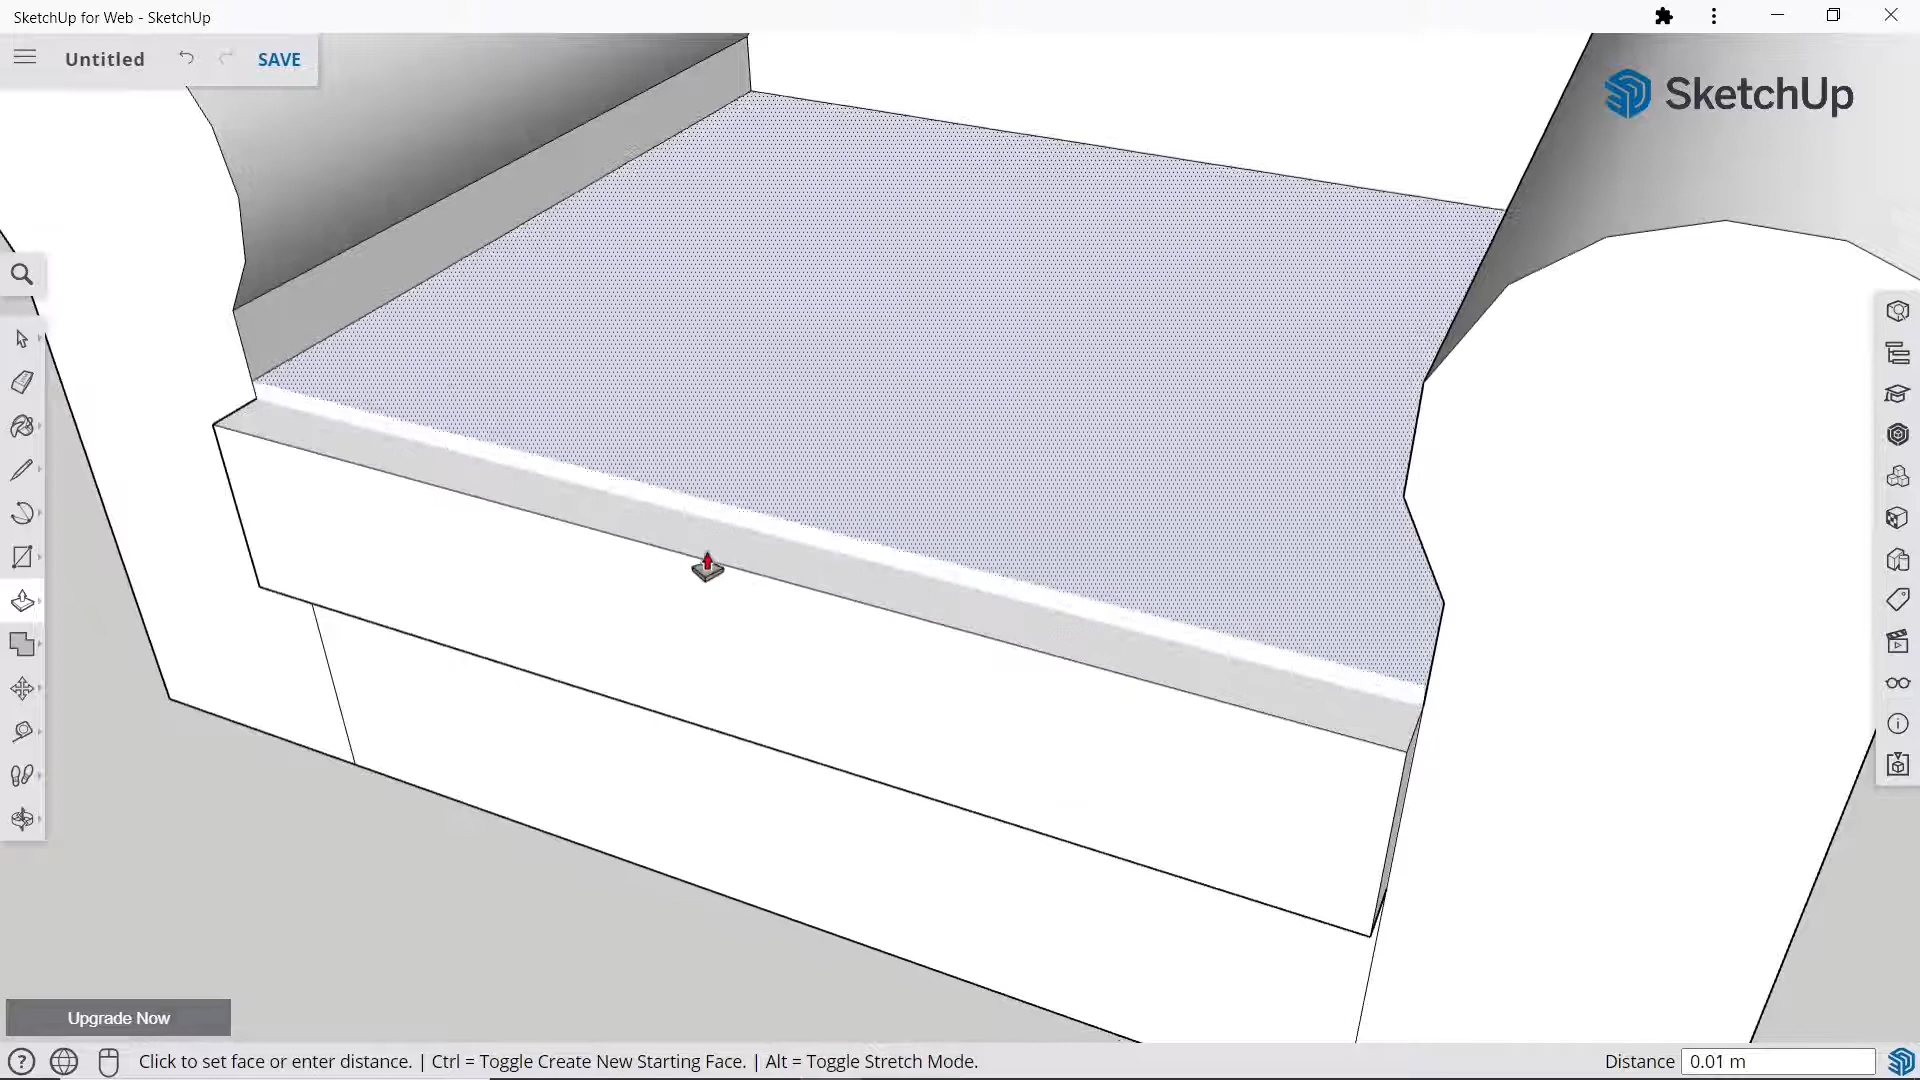 SketchUp for Web - SketchUp
Untitled
SAVE
SketchUp
Upgrade Now
Click to set face or enter distance. | Ctrl = Toggle Create New Starting Face. | Alt = Toggle Stretch Mode.
Distance 0.01 m